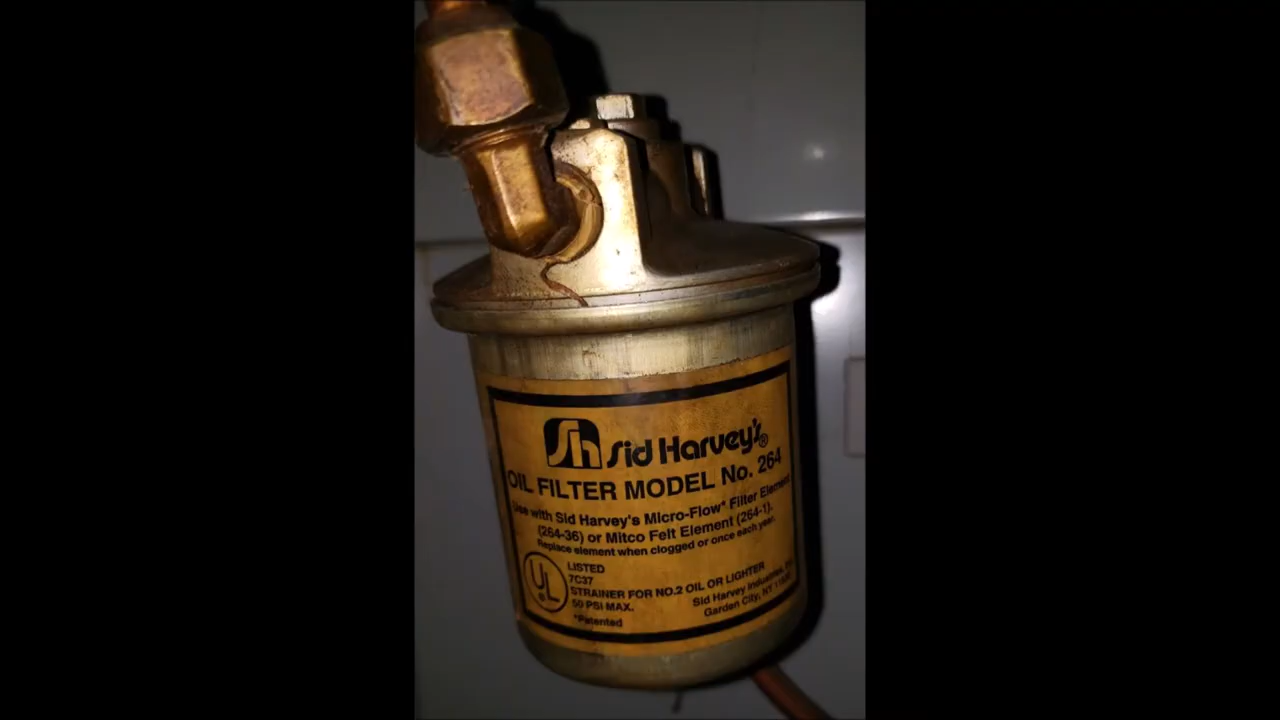 Sh Sid Harvey's®
OIL FILTER MODEL No. 264
Use with Sid Harvey's Micro-Flow* Filter Element
(264-36) or Mitco Felt Element (264-1).
Replace element when clogged or once each year.
UL
®
LISTED
7C37
STRAINER FOR NO.2 OIL OR LIGHTER
50 PSI MAX.
*Patented
Sid Harvey Industries,
Garden City, NY